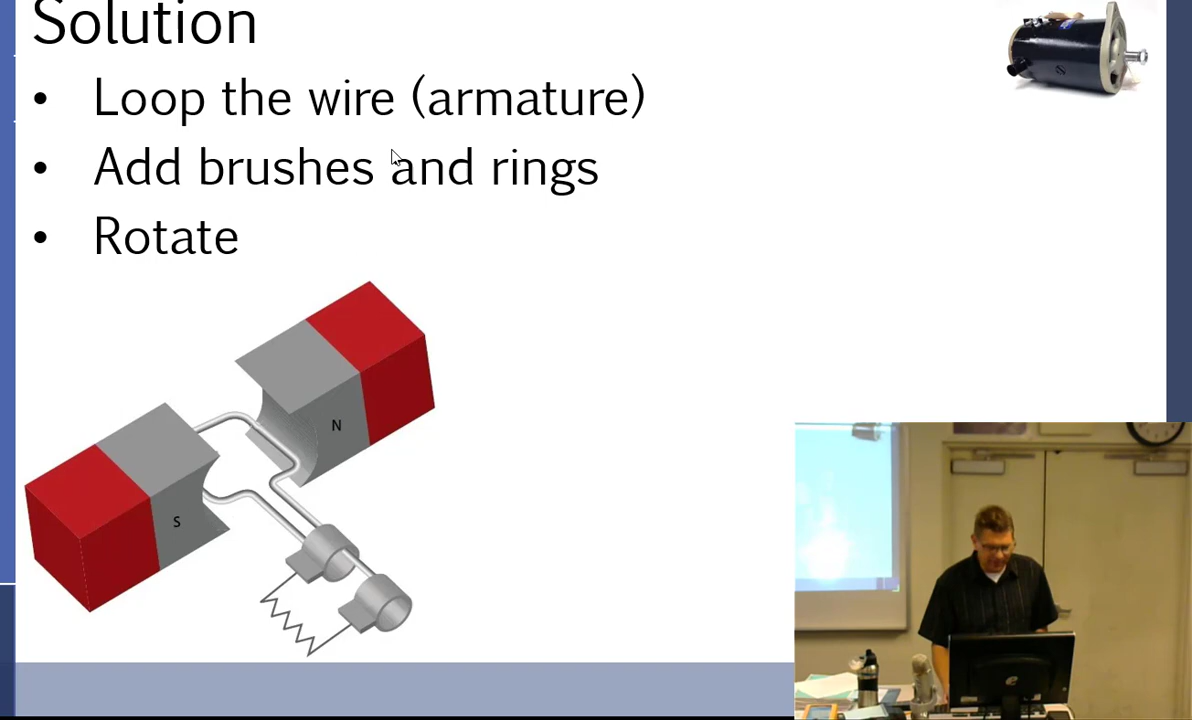 Solution
• Loop the wire (armature)
• Add brushes and rings
• Rotate
N
S